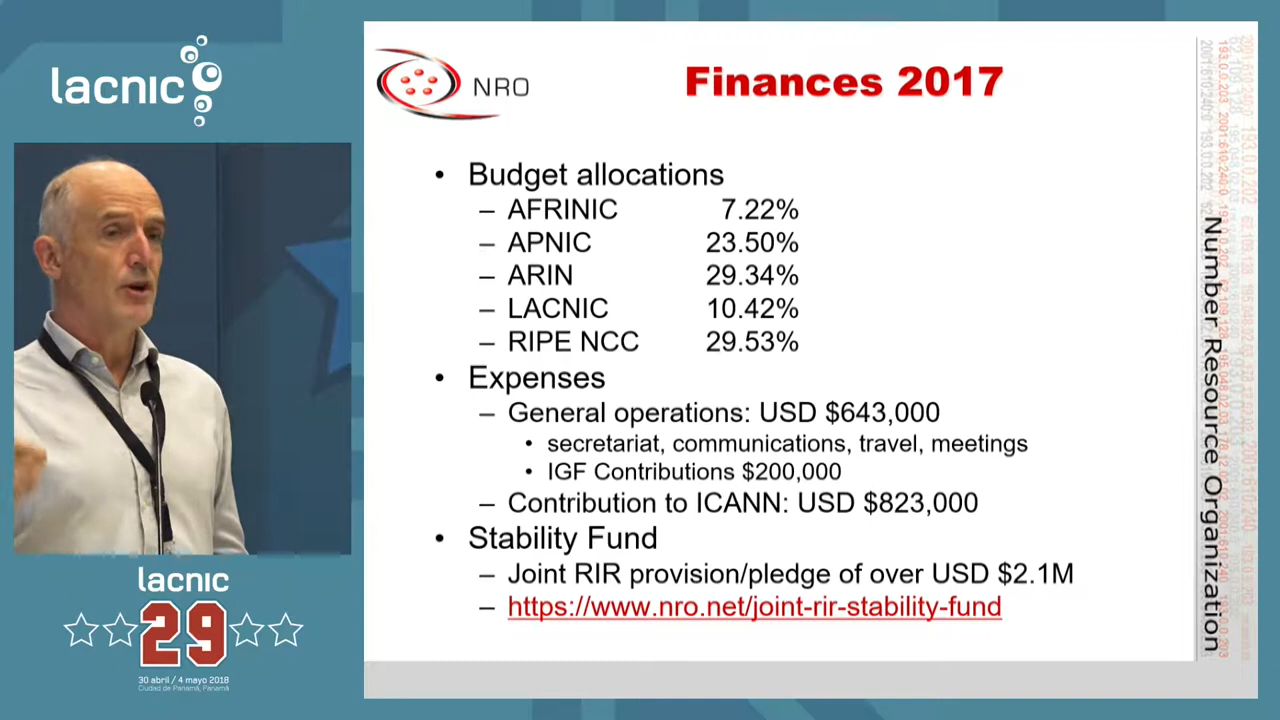 lacnic
NRO
Finances 2017
• Budget allocations
– AFRINIC 7.22%
– APNIC 23.50%
– ARIN 29.34%
– LACNIC 10.42%
– RIPE NCC 29.53%
• Expenses
– General operations: USD $643,000
• secretariat, communications, travel, meetings
• IGF Contributions $200,000
– Contribution to ICANN: USD $823,000
• Stability Fund
– Joint RIR provision/pledge of over USD $2.1M
– https://www.nro.net/joint-rir-stability-fund
Number Resource Organization
lacnic
29
30 abril / 4 mayo 2018
Ciudad de Panamá, Panamá